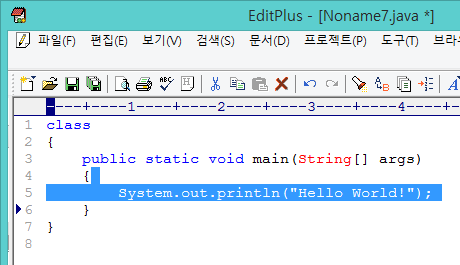 EditPlus - [Noname7.java *]
파일(F) 편집(E) 보기(V) 검색(S) 문서(D) 프로젝트(P) 도구(T) 브라우
----+----1----+----2----+----3----+----4----+-
1 class
2 {
3 public static void main(String[] args)
4 {
5 System.out.println("Hello World!");
6 }
7 }
8